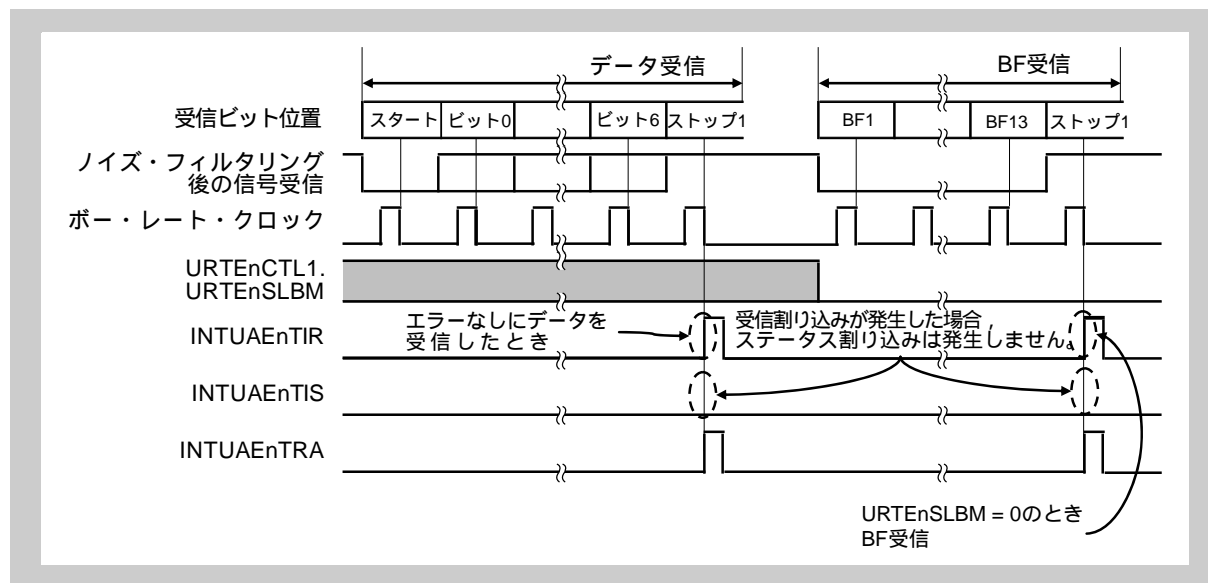 データ受信
BF受信
受信ビット位置
スタート
ビット0
ビット6
ストップ1
BF1
BF13
ストップ1
ノイズ・フィルタリング
後の信号受信
ボー・レート・クロック
URTEnCTL1.
URTEnSLBM
INTUAEnTIR
エラーなしにデータを
受信したとき
受信割り込みが発生した場合，
ステータス割り込みは発生しません。
INTUAEnTIS
INTUAEnTRA
URTEnSLBM = 0のとき
BF受信